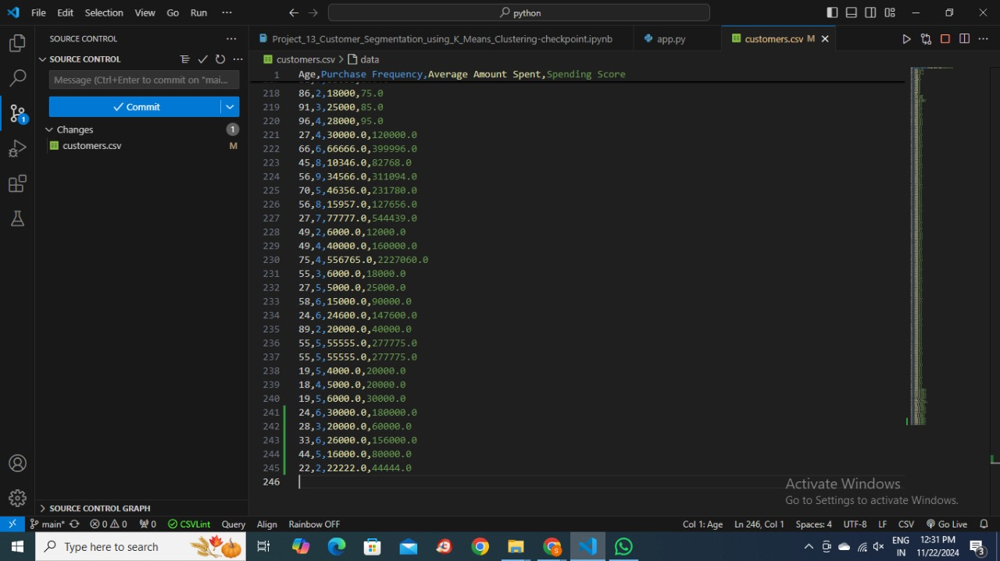 File Edit Selection View Go Run ··· python
SOURCE CONTROL ···
Project_13_Customer_Segmentation_using_K_Means_Clustering-checkpoint.ipynb app.py customers.csv M
SOURCE CONTROL
customers.csv > data
Message (Ctrl+Enter to commit on "mai...
Commit
Changes 1
customers.csv M
1
1 Age,Purchase Frequency,Average Amount Spent,Spending Score
218 86,2,18000,75.0
219 91,3,25000,85.0
220 96,4,28000,95.0
221 27,4,30000.0,120000.0
222 66,6,66666.0,399996.0
223 45,8,10346.0,82768.0
224 56,9,34566.0,311094.0
225 70,5,46356.0,231780.0
226 56,8,15957.0,127656.0
227 27,7,77777.0,544439.0
228 49,2,6000.0,12000.0
229 49,4,40000.0,160000.0
230 75,4,556765.0,2227060.0
231 55,3,6000.0,18000.0
232 27,5,5000.0,25000.0
233 58,6,15000.0,90000.0
234 24,6,24600.0,147600.0
235 89,2,20000.0,40000.0
236 55,5,55555.0,277775.0
237 55,5,55555.0,277775.0
238 19,5,4000.0,20000.0
239 18,4,5000.0,20000.0
240 19,5,6000.0,30000.0
241 24,6,30000.0,180000.0
242 28,3,20000.0,60000.0
243 33,6,26000.0,156000.0
244 44,5,16000.0,80000.0
245 22,2,22222.0,44444.0
246
Activate Windows
Go to Settings to activate Windows.
SOURCE CONTROL GRAPH
main* 0 0 0 CSVLint Query Align Rainbow OFF Col 1: Age Ln 246, Col 1 Spaces: 4 UTF-8 LF CSV Go Live
Type here to search
S
ENG
IN
12:31 PM
11/22/2024
3